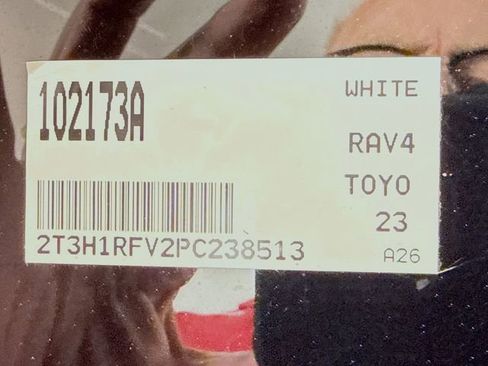 102173A
WHITE
RAV4
TOYO
23
2T3H1RFV2PC238513
A26